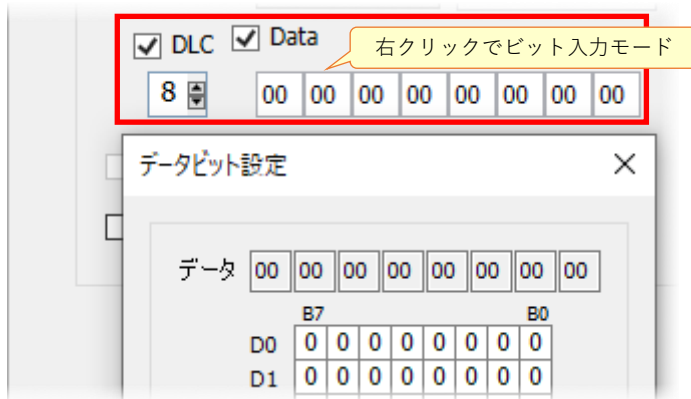 DLC Data
右クリックでビット入力モード
8 00 00 00 00 00 00 00 00
データビット設定
データ 00 00 00 00 00 00 00 00
B7 B0
D0 0 0 0 0 0 0 0 0
D1 0 0 0 0 0 0 0 0